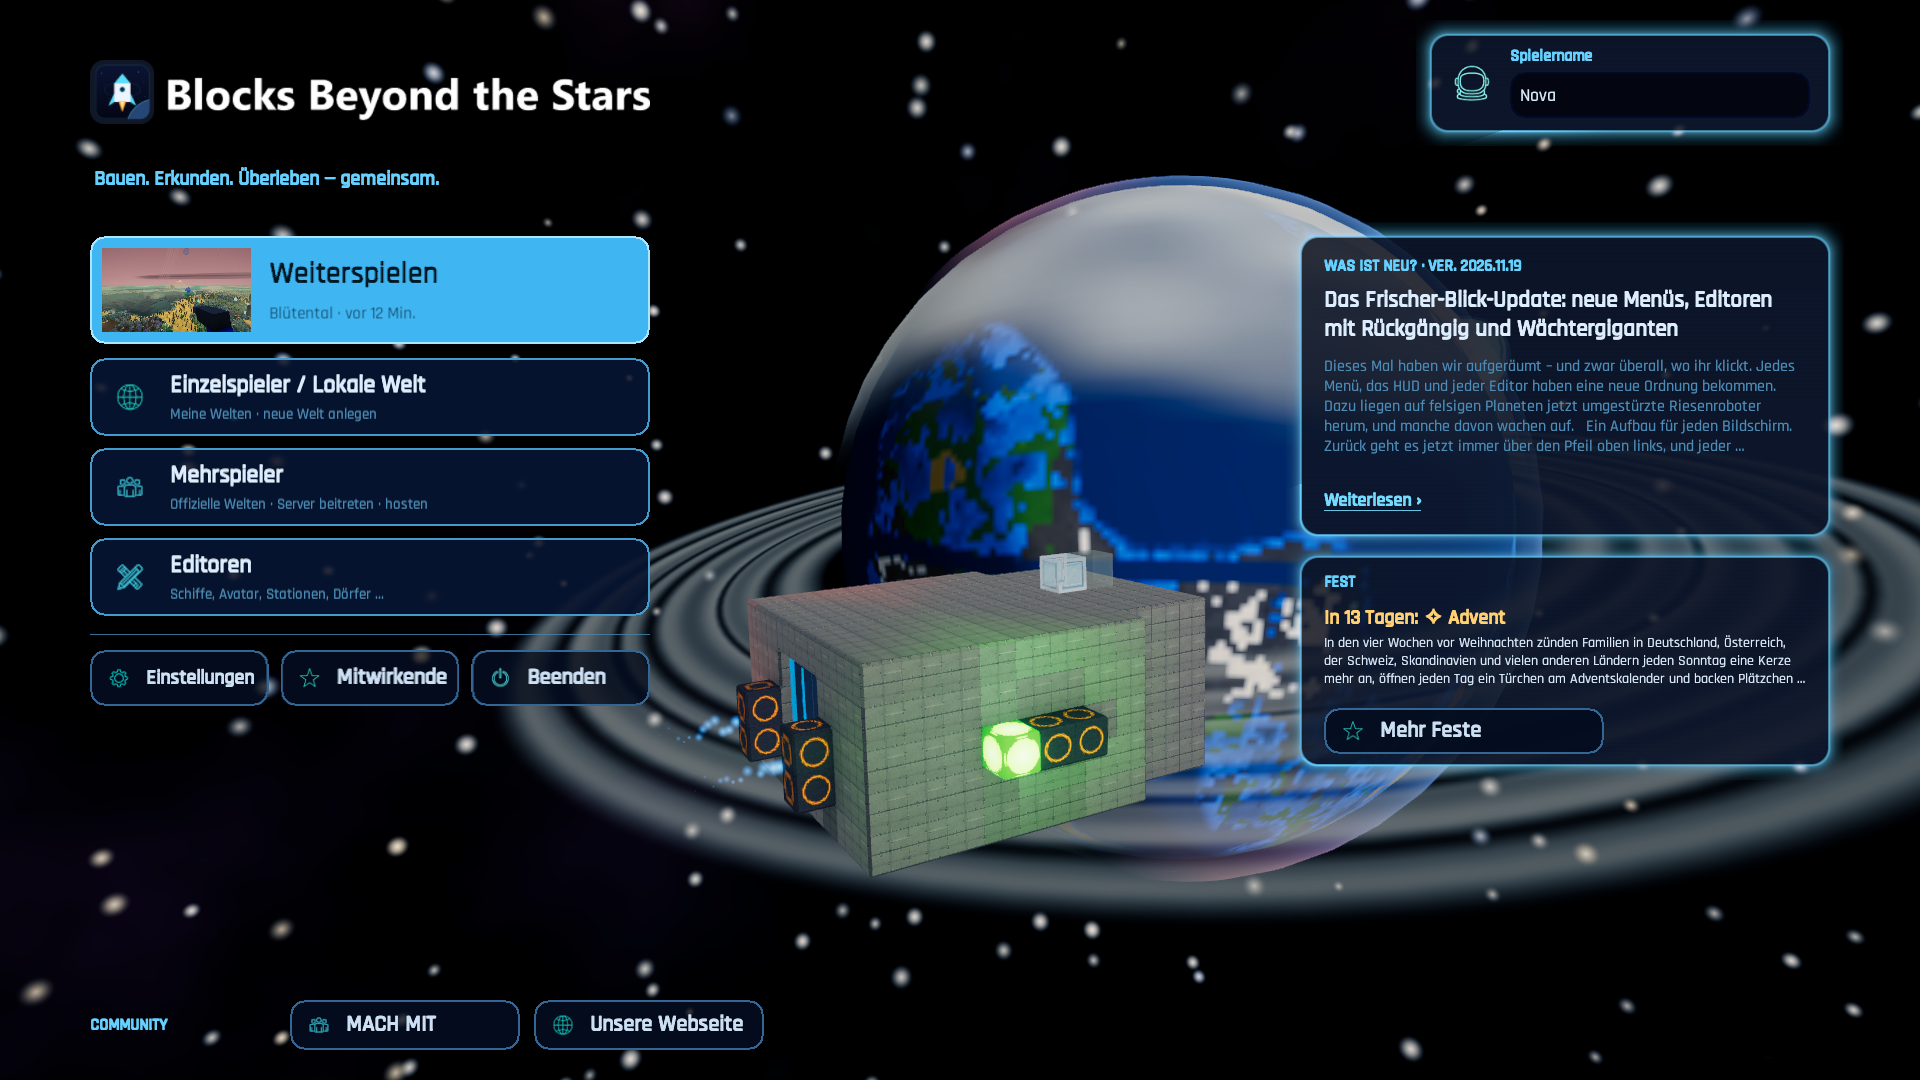 Blocks Beyond the Stars
Bauen. Erkunden. Überleben – gemeinsam.
Weiterspielen
Blütental · vor 12 Min.
Einzelspieler / Lokale Welt
Meine Welten · neue Welt anlegen
Mehrspieler
Offizielle Welten · Server beitreten · hosten
Editoren
Schiffe, Avatar, Stationen, Dörfer ...
Einstellungen
Mitwirkende
Beenden
COMMUNITY
MACH MIT
Unsere Webseite
Spielername
Nova
WAS IST NEU? · VER. 2026.11.19
Das Frischer-Blick-Update: neue Menüs, Editoren
mit Rückgängig und Wächtergiganten
Dieses Mal haben wir aufgeräumt – und zwar überall, wo ihr klickt. Jedes
Menü, das HUD und jeder Editor haben eine neue Ordnung bekommen.
Dazu liegen auf felsigen Planeten jetzt umgestürzte Riesenroboter
herum, und manche davon wachen auf. Ein Aufbau für jeden Bildschirm.
Zurück geht es jetzt immer über den Pfeil oben links, und jeder ...
Weiterlesen ›
FEST
In 13 Tagen: ✧ Advent
In den vier Wochen vor Weihnachten zünden Familien in Deutschland, Österreich,
der Schweiz, Skandinavien und vielen anderen Ländern jeden Sonntag eine Kerze
mehr an, öffnen jeden Tag ein Türchen am Adventskalender und backen Plätzchen ...
Mehr Feste